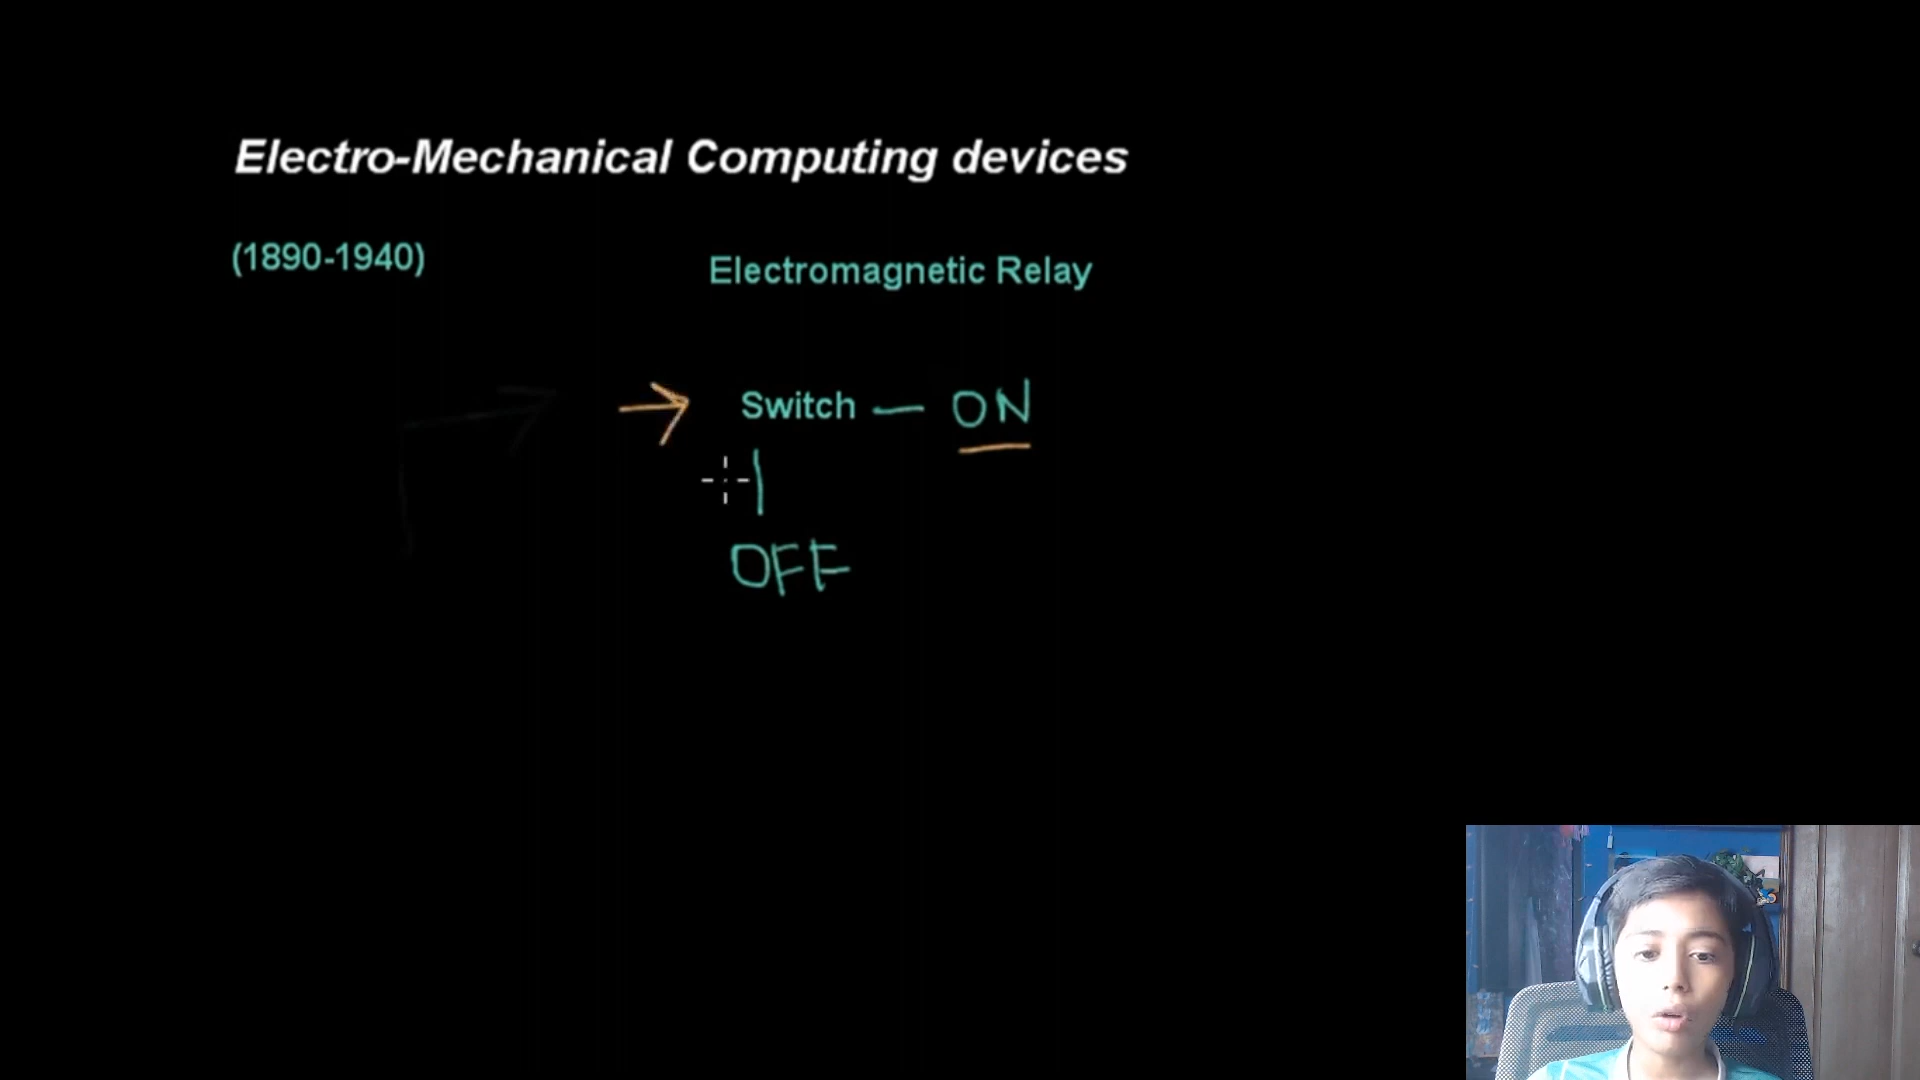 Electro-Mechanical Computing devices
(1890-1940)
Electromagnetic Relay
Switch — ON
OFF